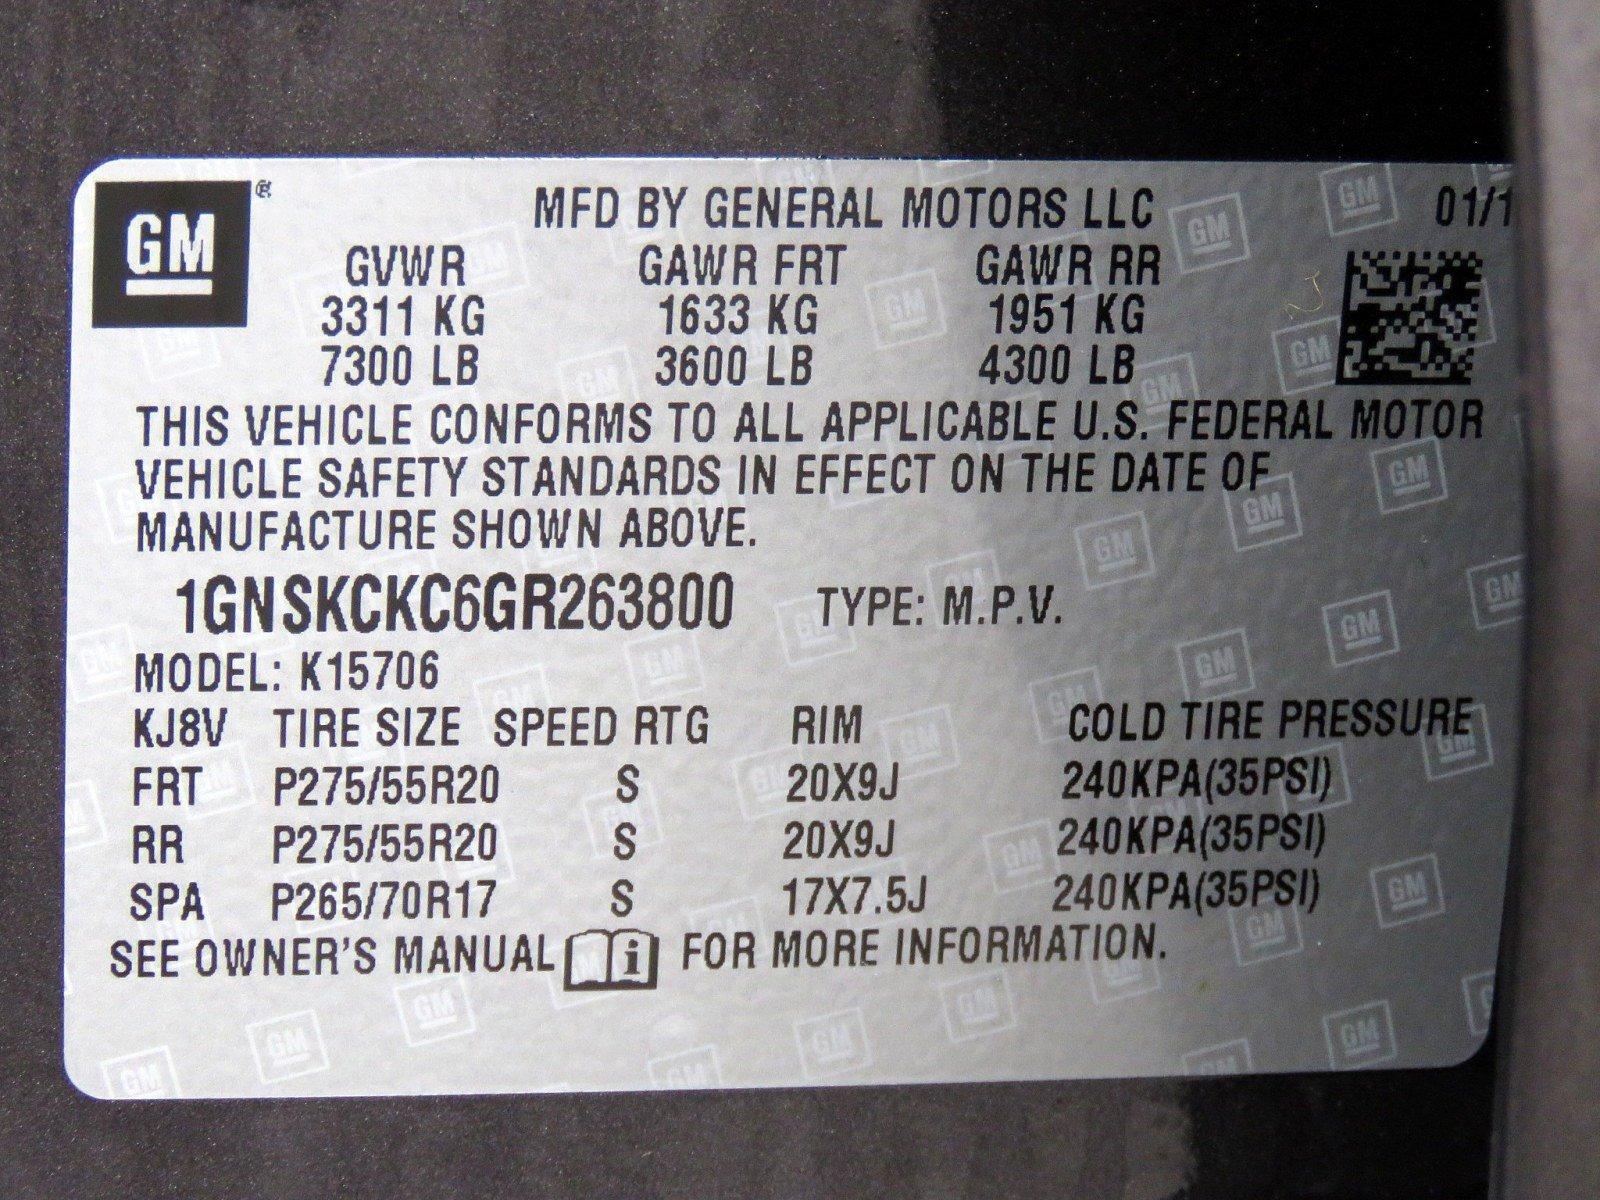 GM ® MFD BY GENERAL MOTORS LLC 01/1
GVWR GAWR FRT GAWR RR
3311 KG 1633 KG 1951 KG
7300 LB 3600 LB 4300 LB
THIS VEHICLE CONFORMS TO ALL APPLICABLE U.S. FEDERAL MOTOR
VEHICLE SAFETY STANDARDS IN EFFECT ON THE DATE OF
MANUFACTURE SHOWN ABOVE.
1GNSKCKC6GR263800 TYPE: M.P.V.
MODEL: K15706
KJ8V TIRE SIZE SPEED RTG RIM COLD TIRE PRESSURE
FRT P275/55R20 S 20X9J 240KPA(35PSI)
RR P275/55R20 S 20X9J 240KPA(35PSI)
SPA P265/70R17 S 17X7.5J 240KPA(35PSI)
SEE OWNER'S MANUAL i FOR MORE INFORMATION.